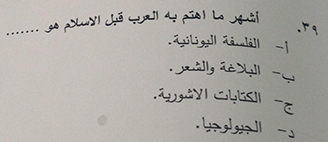 ٣٩. أشهر ما اهتم به العرب قبل الاسلام هو .......
أ- الفلسفة اليونانية.
ب- البلاغة والشعر.
ج- الكتابات الاشورية.
د- الجيولوجيا.